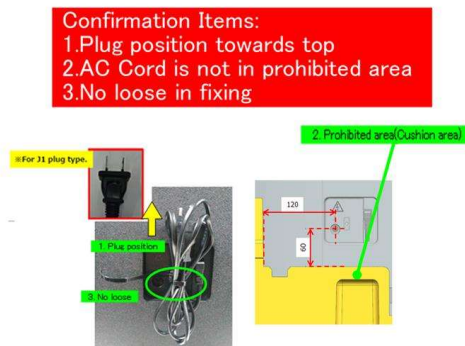 Confirmation Items:
1.Plug position towards top
2.AC Cord is not in prohibited area
3.No loose in fixing
2. Prohibited area(Cushion area)
※For J1 plug type.
120
60
1. Plug position
3. No loose